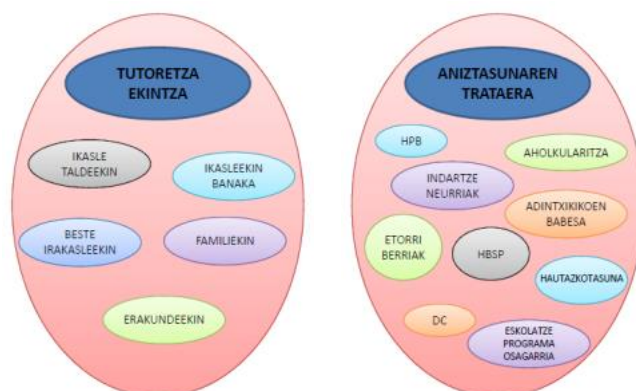 TUTORETZA
EKINTZA
IKASLE
TALDEEKIN
IKASLEEKIN
BANAKA
BESTE
IRAKASLEEKIN
FAMILIEKIN
ERAKUNDEEKIN
ANIZTASUNAREN
TRATAERA
HPB
AHOLKULARITZA
INDARTZE
NEURRIAK
ADINTXIKIKOEN
BABESA
ETORRI
BERRIAK
HBSP
HAUTAZKOTASUNA
DC
ESKOLATZE
PROGRAMA
OSAGARRIA